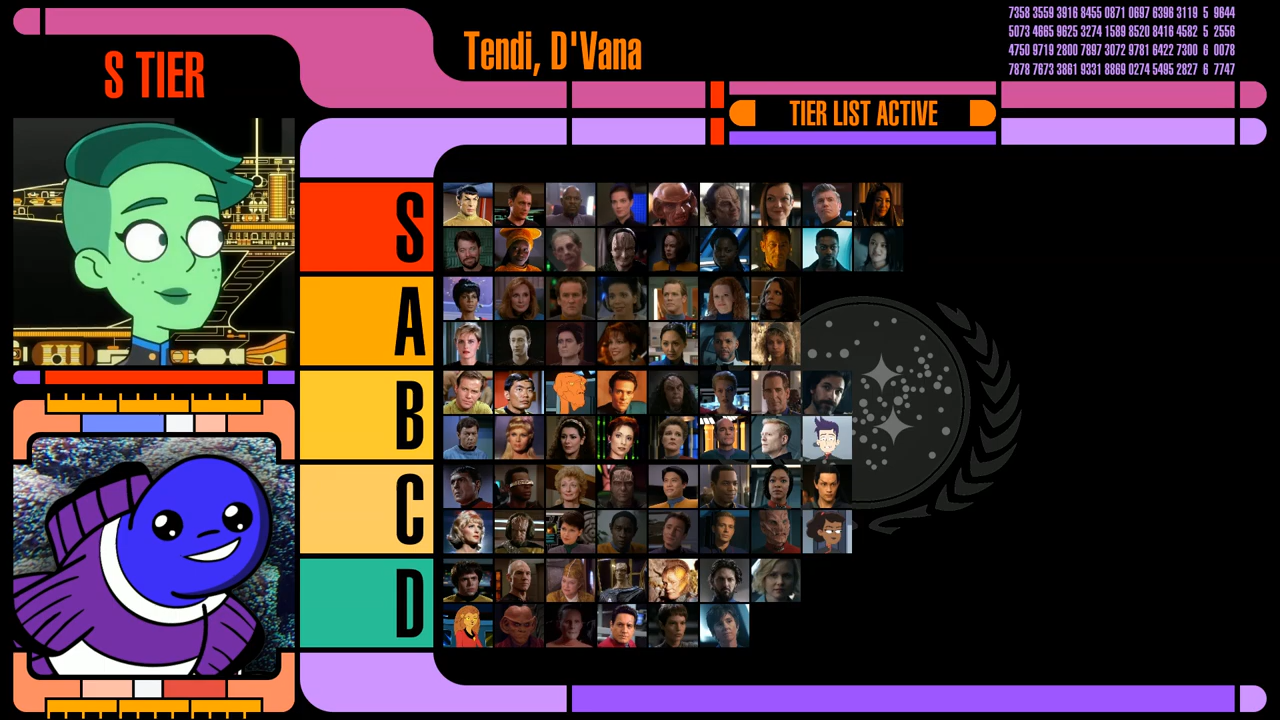 7358 3559 3916 8455 0871 0697 6396 3119 5 9644
5073 4665 9625 3274 1589 8520 8416 4582 5 2556
4750 9719 2800 7897 3072 9781 6422 7300 6 0078
7878 7673 3861 9331 8869 0274 5495 2827 6 7747
S TIER
Tendi, D'Vana
TIER LIST ACTIVE
S
A
B
C
D